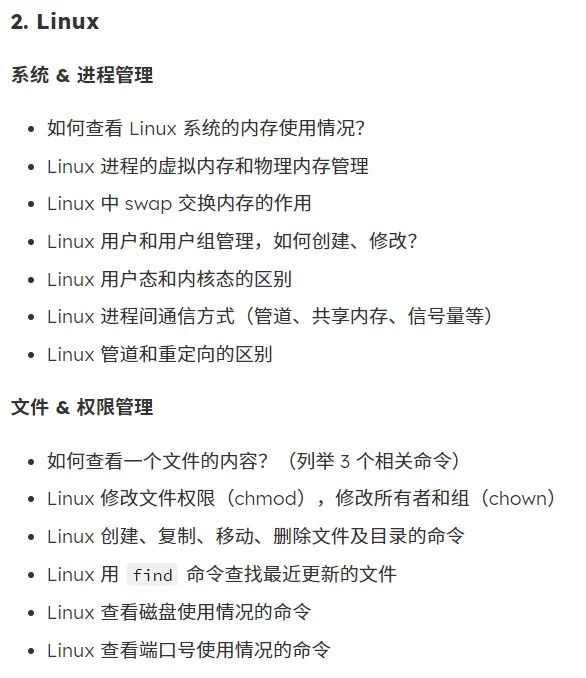 2. Linux
系统 & 进程管理
• 如何查看 Linux 系统的内存使用情况？
• Linux 进程的虚拟内存和物理内存管理
• Linux 中 swap 交换内存的作用
• Linux 用户和用户组管理，如何创建、修改？
• Linux 用户态和内核态的区别
• Linux 进程间通信方式（管道、共享内存、信号量等）
• Linux 管道和重定向的区别
文件 & 权限管理
• 如何查看一个文件的内容？（列举 3 个相关命令）
• Linux 修改文件权限（chmod），修改所有者和组（chown）
• Linux 创建、复制、移动、删除文件及目录的命令
• Linux 用 find 命令查找最近更新的文件
• Linux 查看磁盘使用情况的命令
• Linux 查看端口号使用情况的命令